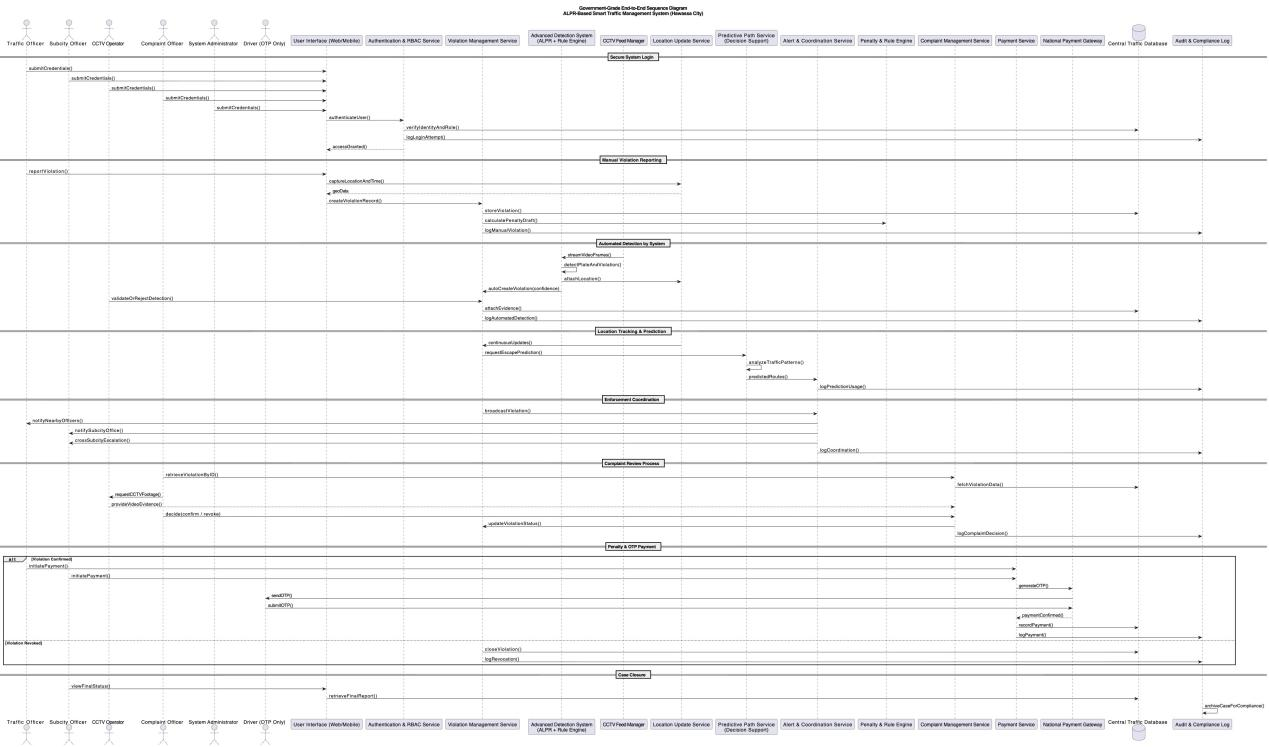 Government-Grade End-to-End Sequence Diagram
ALPR-Based Smart Traffic Management System (Hawassa City)
Traffic Officer
Subcity Officer
CCTV Operator
Complaint Officer
System Administrator
Driver (OTP Only)
User Interface (Web/Mobile)
Authentication & RBAC Service
Violation Management Service
Advanced Detection System
(ALPR + Rule Engine)
CCTV Feed Manager
Location Update Service
Predictive Path Service
(Decision Support)
Alert & Coordination Service
Penalty & Rule Engine
Complaint Management Service
Payment Service
National Payment Gateway
Central Traffic Database
Audit & Compliance Log
Secure System Login
submitCredentials()
submitCredentials()
submitCredentials()
submitCredentials()
submitCredentials()
authenticateUser()
verifyIdentityAndRole()
logLoginAttempt()
accessGranted()
Manual Violation Reporting
reportViolation()
captureLocationAndTime()
geoData
createViolationRecord()
storeViolation()
calculatePenaltyDraft()
logManualViolation()
Automated Detection by System
streamVideoFrames()
detectPlateAndViolation()
attachLocation()
autoCreateViolation(confidence)
validateOrRejectDetection()
attachEvidence()
logAutomatedDetection()
Location Tracking & Prediction
continuousUpdates()
requestEscapePrediction()
analyzeTrafficPatterns()
predictedRoutes()
logPredictionUsage()
Enforcement Coordination
broadcastViolation()
notifyNearbyOfficers()
notifySubcityOffice()
crossSubcityEscalation()
logCoordination()
Complaint Review Process
retrieveViolationByID()
fetchViolationData()
requestCCTVFootage()
provideVideoEvidence()
decide(confirm / revoke)
updateViolationStatus()
logComplaintDecision()
Penalty & OTP Payment
alt [Violation Confirmed]
initiatePayment()
initiatePayment()
generateOTP()
sendOTP()
submitOTP()
paymentConfirmed()
recordPayment()
logPayment()
[Violation Revoked]
closeViolation()
logRevocation()
Case Closure
viewFinalStatus()
retrieveFinalReport()
archiveCaseForCompliance()
Traffic Officer
Subcity Officer
CCTV Operator
Complaint Officer
System Administrator
Driver (OTP Only)
User Interface (Web/Mobile)
Authentication & RBAC Service
Violation Management Service
Advanced Detection System
(ALPR + Rule Engine)
CCTV Feed Manager
Location Update Service
Predictive Path Service
(Decision Support)
Alert & Coordination Service
Penalty & Rule Engine
Complaint Management Service
Payment Service
National Payment Gateway
Central Traffic Database
Audit & Compliance Log